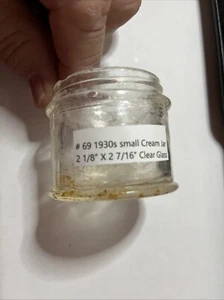 # 69 1930s small Cream Jar
2 1/8" X 2 7/16" Clear Glass